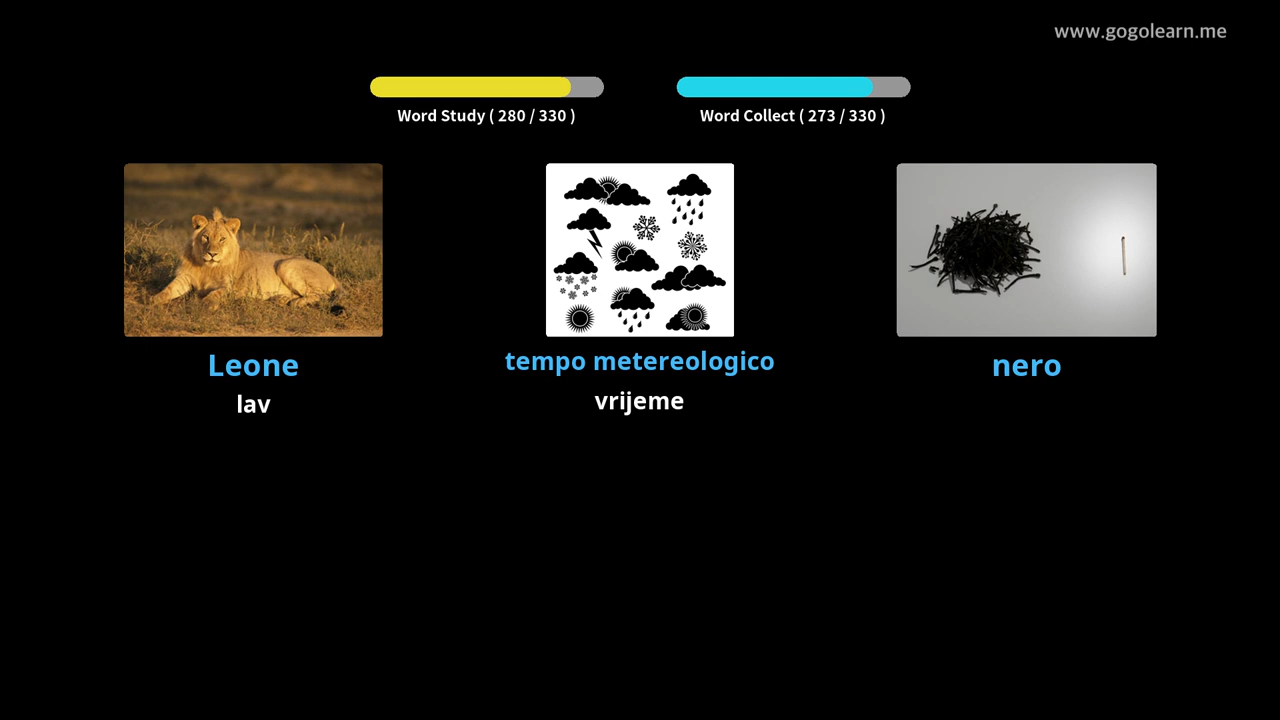 www.gogolearn.me
Word Study ( 280 / 330 )
Word Collect ( 273 / 330 )
Leone
lav
tempo metereologico
vrijeme
nero